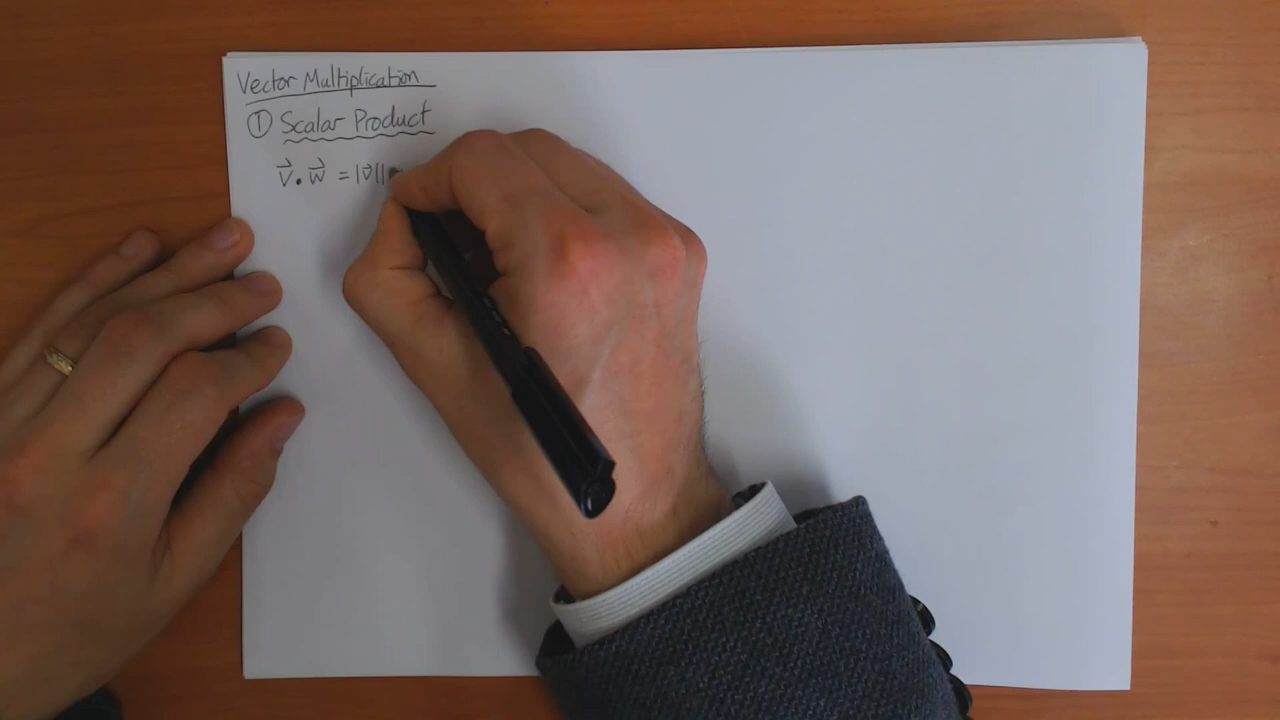 Vector Multiplication
① Scalar Product
v⃗ • w⃗ = |v⃗||